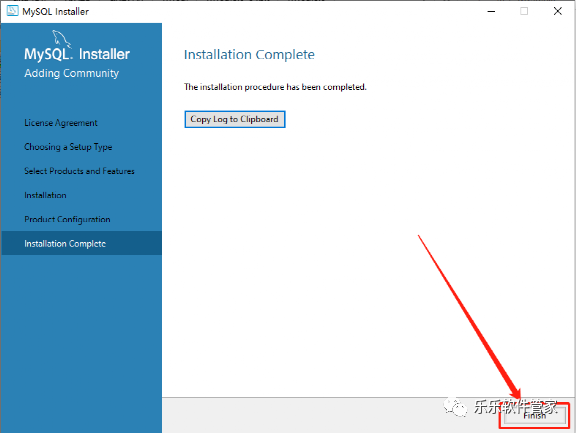 MySQL Installer
MySQL. Installer
Adding Community
License Agreement
Choosing a Setup Type
Select Products and Features
Installation
Product Configuration
Installation Complete
Installation Complete
The installation procedure has been completed.
Copy Log to Clipboard
乐乐软件管家
Finish